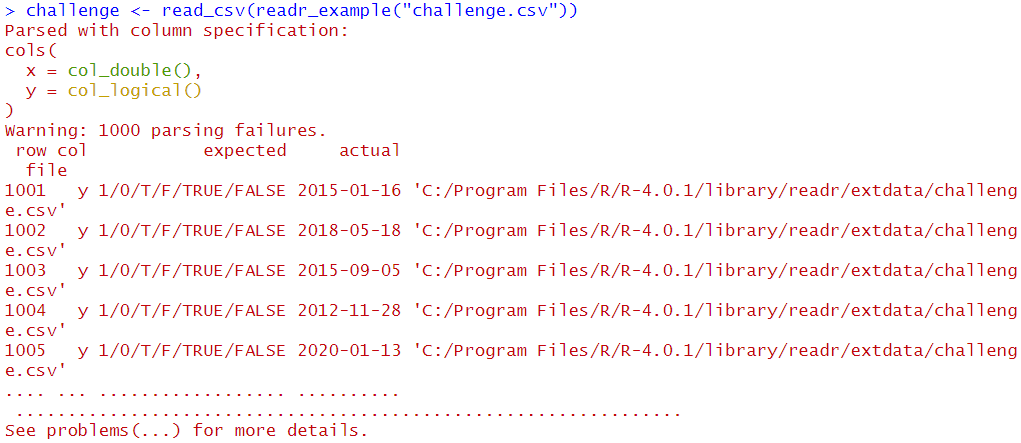 > challenge <- read_csv(readr_example("challenge.csv"))
Parsed with column specification:
cols(
  x = col_double(),
  y = col_logical()
)
Warning: 1000 parsing failures.
 row col           expected     actual
  file
1001   y 1/0/T/F/TRUE/FALSE 2015-01-16 'C:/Program Files/R/R-4.0.1/library/readr/extdata/challeng
e.csv'
1002   y 1/0/T/F/TRUE/FALSE 2018-05-18 'C:/Program Files/R/R-4.0.1/library/readr/extdata/challeng
e.csv'
1003   y 1/0/T/F/TRUE/FALSE 2015-09-05 'C:/Program Files/R/R-4.0.1/library/readr/extdata/challeng
e.csv'
1004   y 1/0/T/F/TRUE/FALSE 2012-11-28 'C:/Program Files/R/R-4.0.1/library/readr/extdata/challeng
e.csv'
1005   y 1/0/T/F/TRUE/FALSE 2020-01-13 'C:/Program Files/R/R-4.0.1/library/readr/extdata/challeng
e.csv'
.... ... .................. ..........
 ................................................................
See problems(...) for more details.